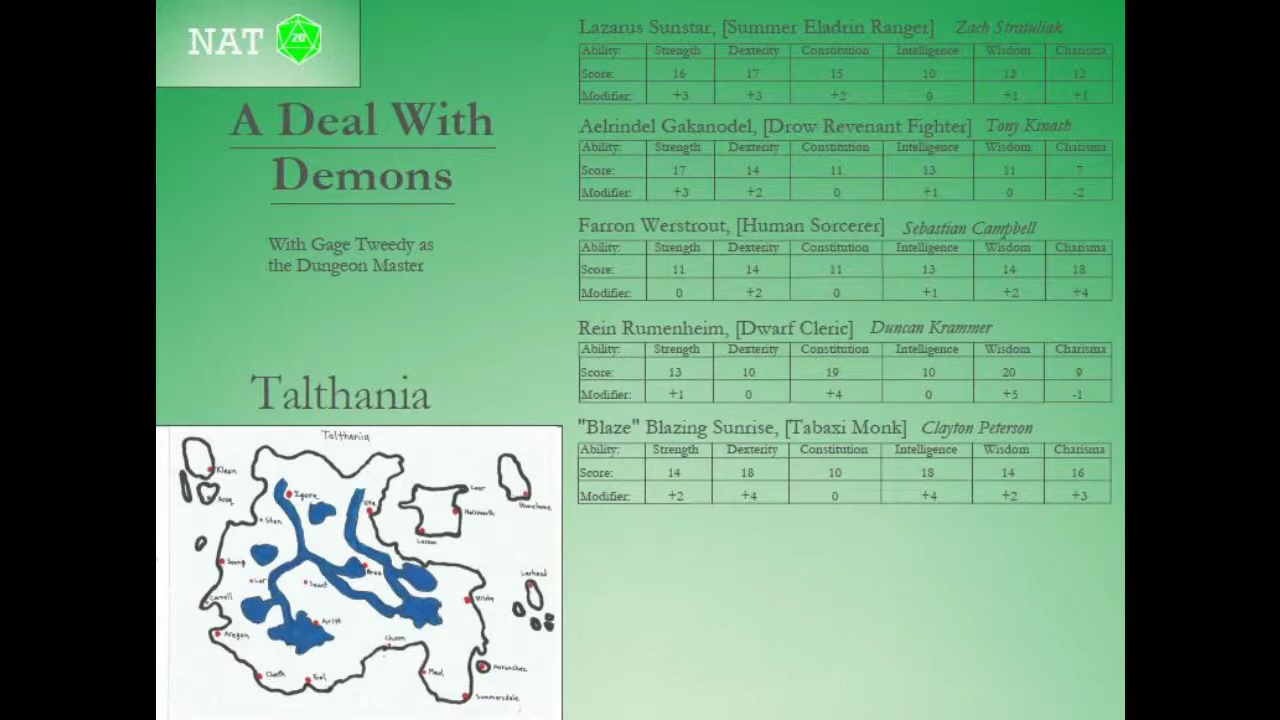 NAT 20
A Deal With
Demons
With Gage Tweedy as
the Dungeon Master
Talthania
Lazarus Sunstar, [Summer Eladrin Ranger] Zach Stratuliak
Ability: Strength Dexterity Constitution Intelligence Wisdom Charisma
Score: 16 17 15 10 13 12
Modifier: +3 +3 +2 0 +1 +1
Aelrindel Gakanodel, [Drow Revenant Fighter] Tony Kinash
Ability: Strength Dexterity Constitution Intelligence Wisdom Charisma
Score: 17 14 11 13 11 7
Modifier: +3 +2 0 +1 0 -2
Farron Werstrout, [Human Sorcerer] Sebastian Campbell
Ability: Strength Dexterity Constitution Intelligence Wisdom Charisma
Score: 11 14 11 13 14 18
Modifier: 0 +2 0 +1 +2 +4
Rein Rumenheim, [Dwarf Cleric] Duncan Krammer
Ability: Strength Dexterity Constitution Intelligence Wisdom Charisma
Score: 13 10 19 10 20 9
Modifier: +1 0 +4 0 +5 -1
"Blaze" Blazing Sunrise, [Tabaxi Monk] Clayton Peterson
Ability: Strength Dexterity Constitution Intelligence Wisdom Charisma
Score: 14 18 10 18 14 16
Modifier: +2 +4 0 +4 +2 +3
Talthania
Sten
Aregon
Chasm
Summersdale